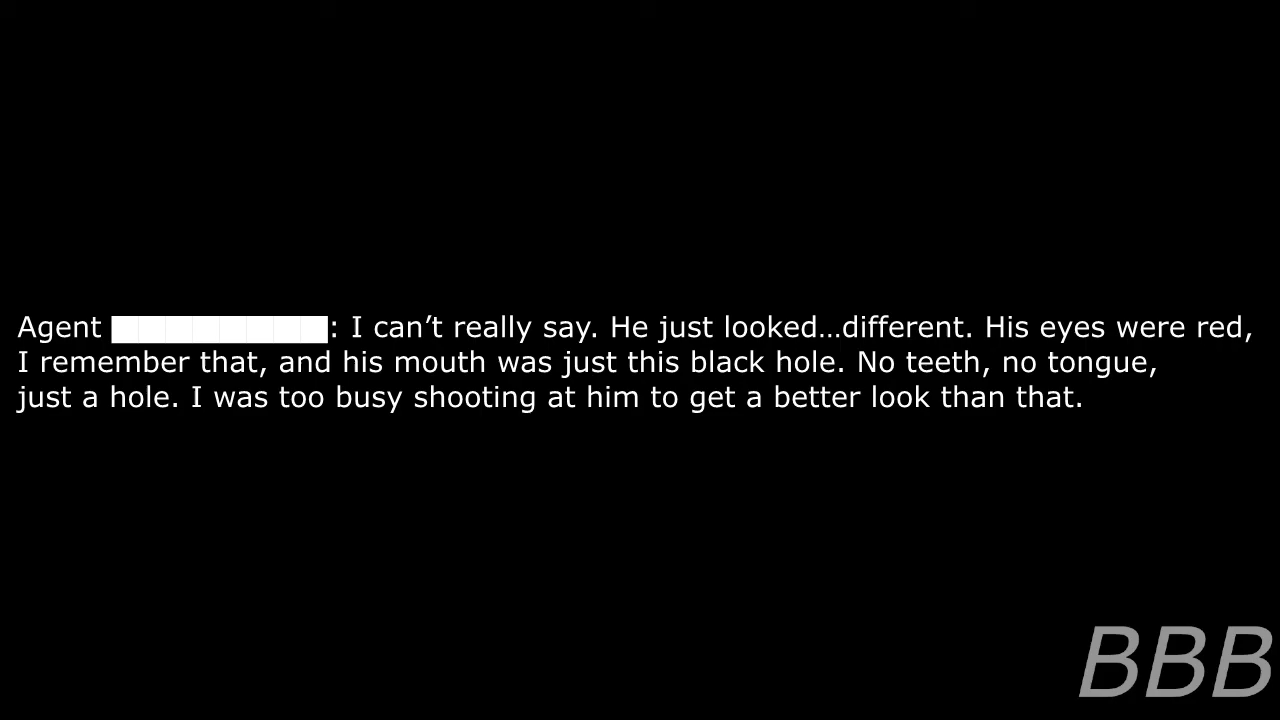 Agent ████████: I can’t really say. He just looked…different. His eyes were red,
I remember that, and his mouth was just this black hole. No teeth, no tongue,
just a hole. I was too busy shooting at him to get a better look than that.
BBB